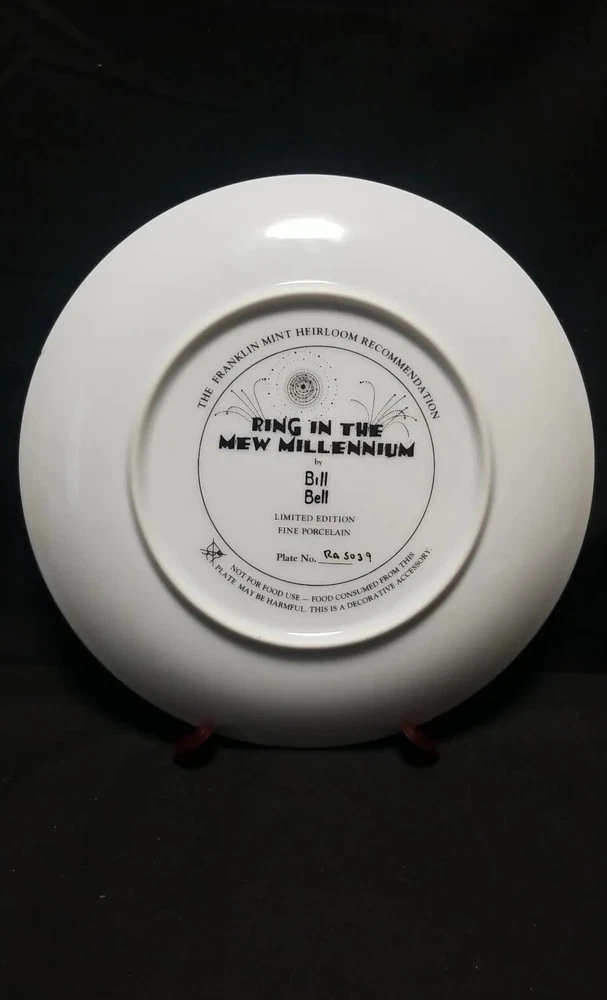 THE FRANKLIN MINT HEIRLOOM RECOMMENDATION
RING IN THE
MEW MILLENNIUM
by
Bill
Bell
LIMITED EDITION
FINE PORCELAIN
Plate No. RA5039
NOT FOR FOOD USE — FOOD CONSUMED FROM THIS
PLATE MAY BE HARMFUL. THIS IS A DECORATIVE ACCESSORY.